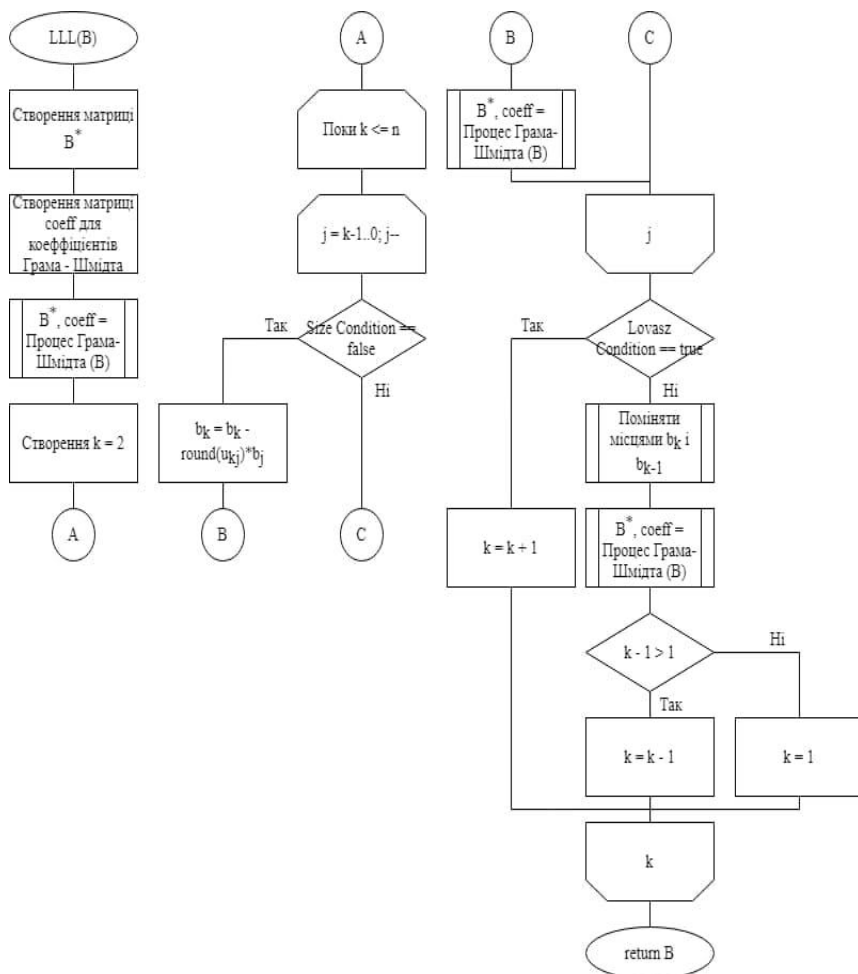 LLL(B)
Створення матриці
B*
Створення матриці
coeff для
коеффіцієнтів
Грама - Шмідта
B*, coeff =
Процес Грама-
Шмідта (B)
Створення k = 2
A
A
Поки k <= n
j = k-1..0; j--
Size Condition ==
false
Так
Ні
bk = bk -
round(ukj)*bj
B
C
B
B*, coeff =
Процес Грама-
Шмідта (B)
C
j
Lovasz
Condition == true
Так
Ні
Поміняти
місцями bk і
bk-1
k = k + 1
B*, coeff =
Процес Грама-
Шмідта (B)
k - 1 > 1
Ні
Так
k = k - 1
k = 1
k
return B